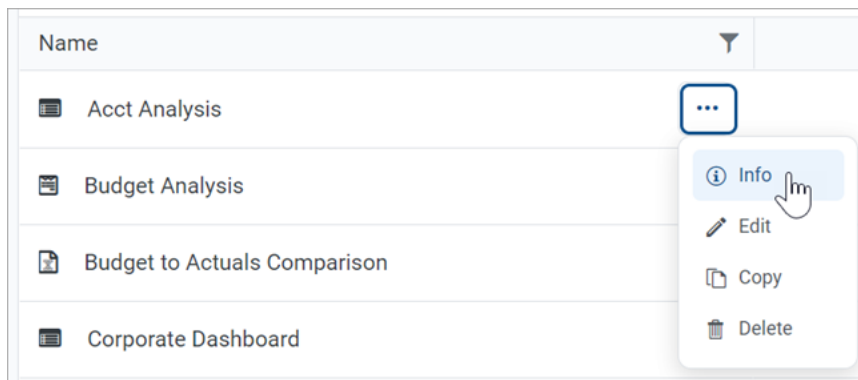 Name
Acct Analysis
Info
Budget Analysis
Edit
Budget to Actuals Comparison
Copy
Corporate Dashboard
Delete